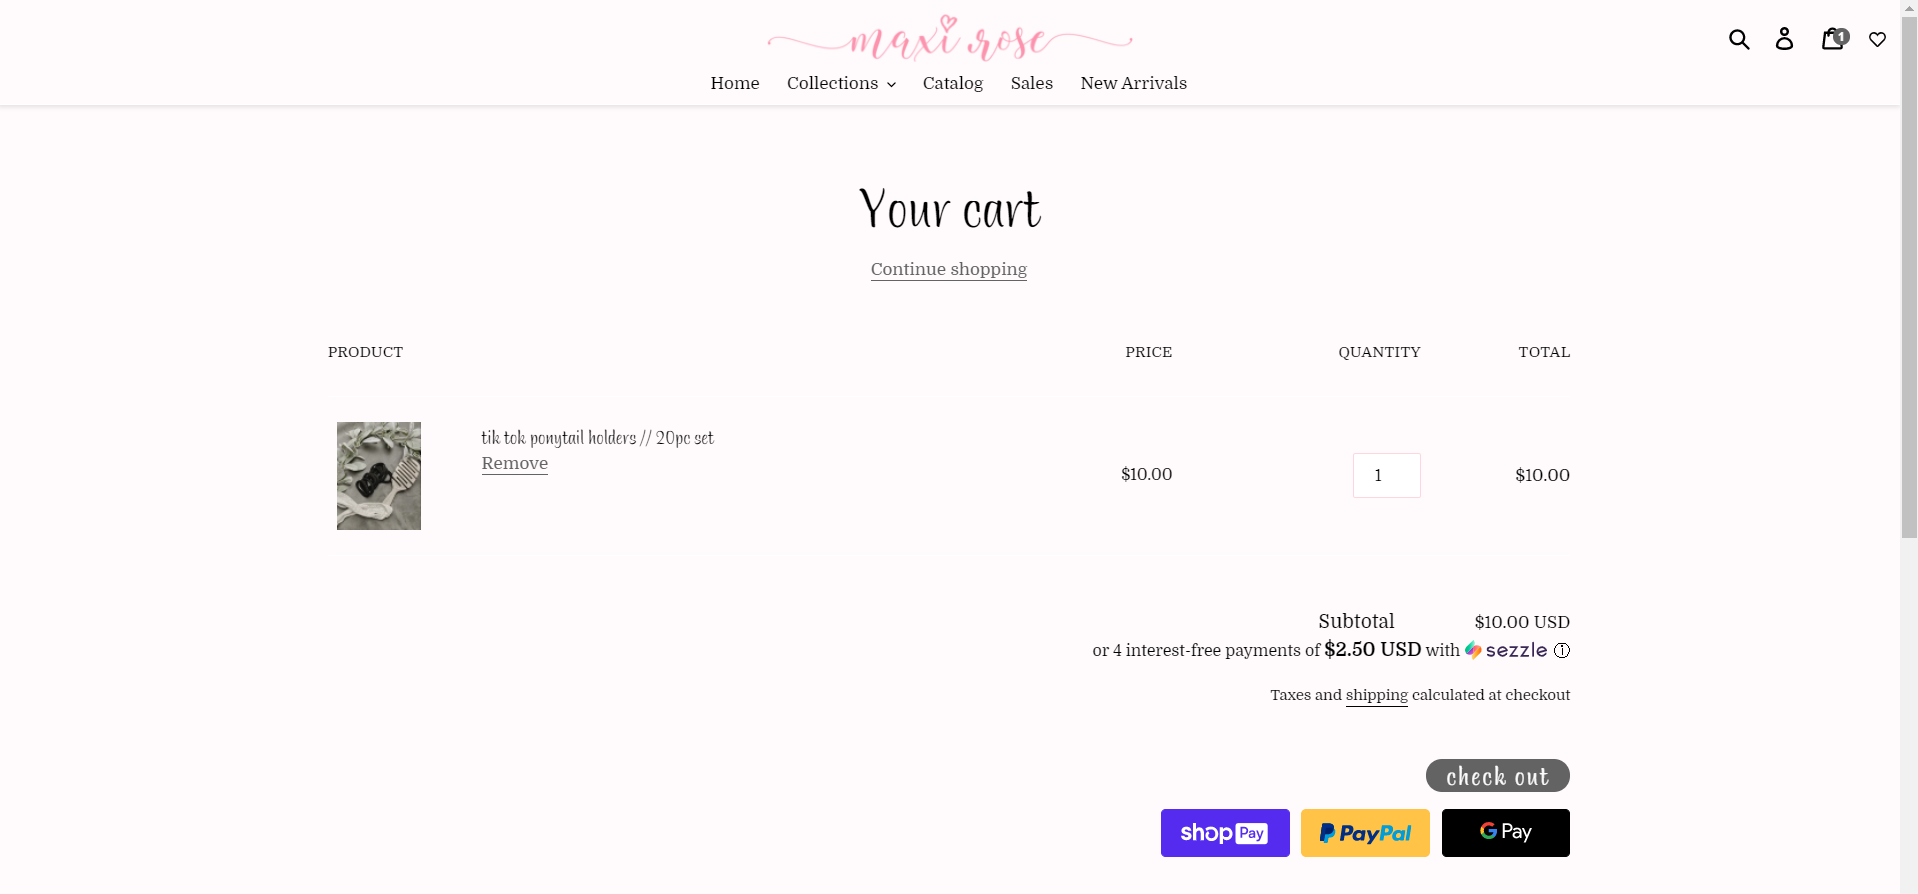 maxi rose
1
Home Collections Catalog Sales New Arrivals
Your cart
Continue shopping
PRODUCT PRICE QUANTITY TOTAL
tik tok ponytail holders // 20pc set
Remove
$10.00 1 $10.00
Subtotal $10.00 USD
or 4 interest-free payments of $2.50 USD with sezzle
Taxes and shipping calculated at checkout
check out
shop Pay PayPal G Pay